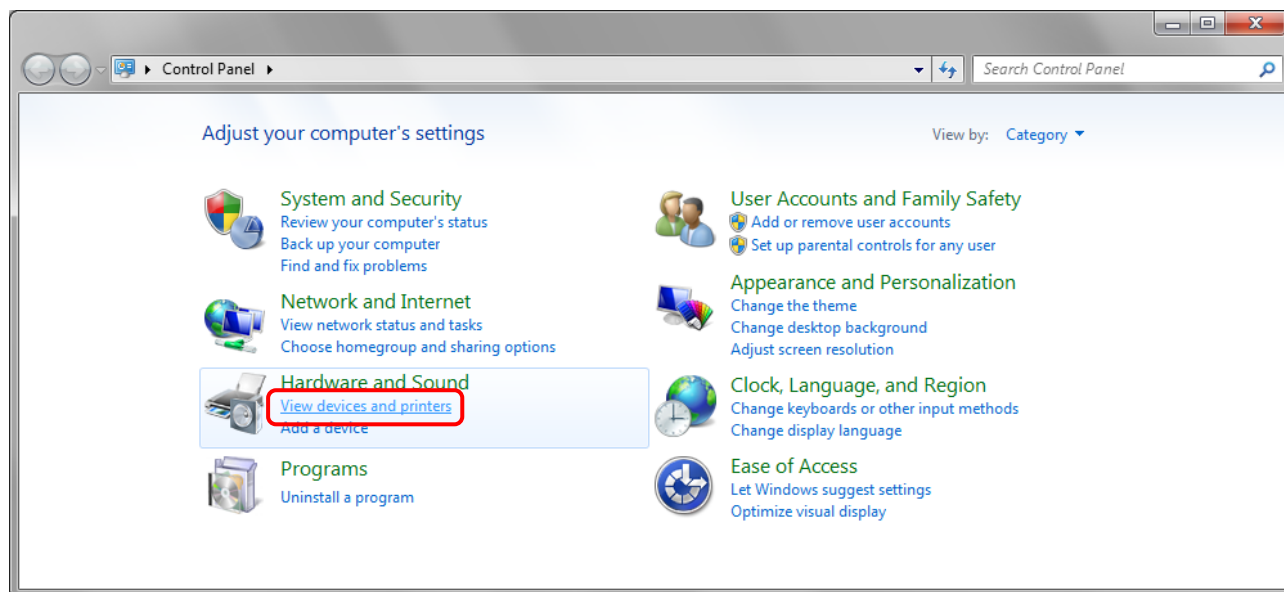 Control Panel
Search Control Panel
Adjust your computer's settings
View by: Category
System and Security
Review your computer's status
Back up your computer
Find and fix problems
Network and Internet
View network status and tasks
Choose homegroup and sharing options
Hardware and Sound
View devices and printers
Add a device
Programs
Uninstall a program
User Accounts and Family Safety
Add or remove user accounts
Set up parental controls for any user
Appearance and Personalization
Change the theme
Change desktop background
Adjust screen resolution
Clock, Language, and Region
Change keyboards or other input methods
Change display language
Ease of Access
Let Windows suggest settings
Optimize visual display